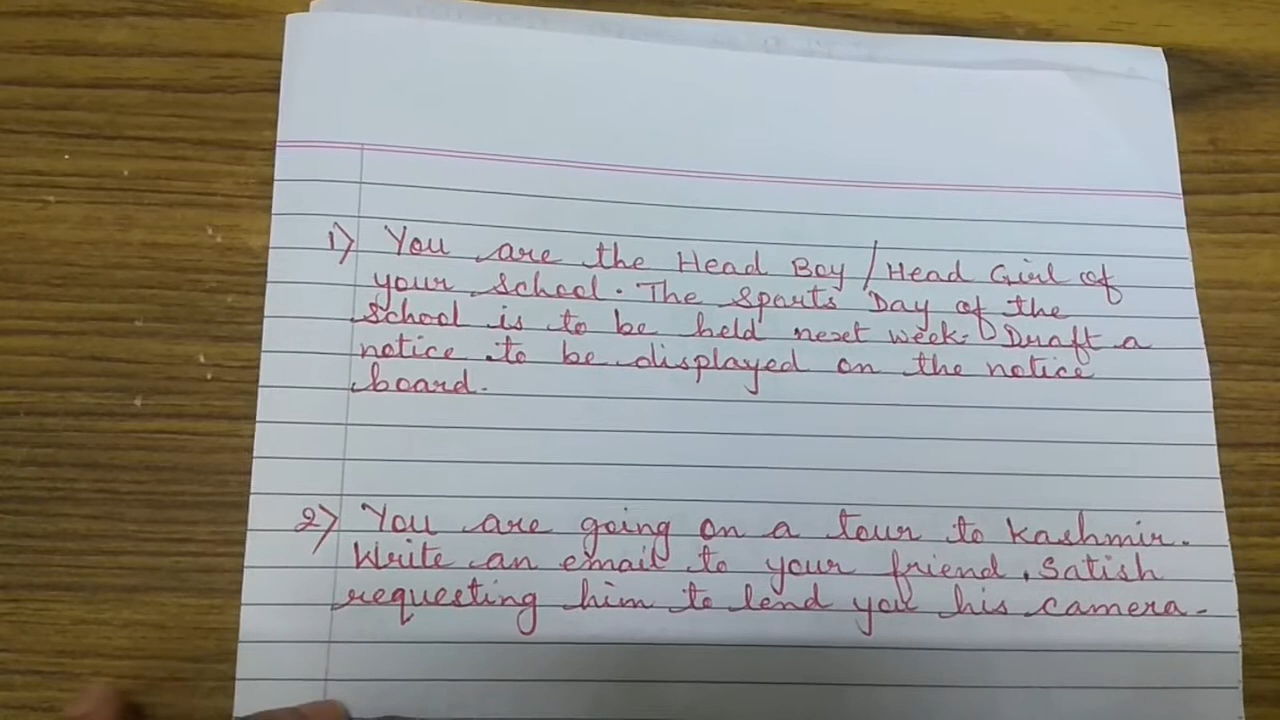 1) You are the Head Boy/Head Girl of
your school. The Sports Day of the
school is to be held next week. Draft a
notice to be displayed on the notice
board.
2) You are going on a tour to Kashmir.
Write an email to your friend, Satish
requesting him to lend you his camera.